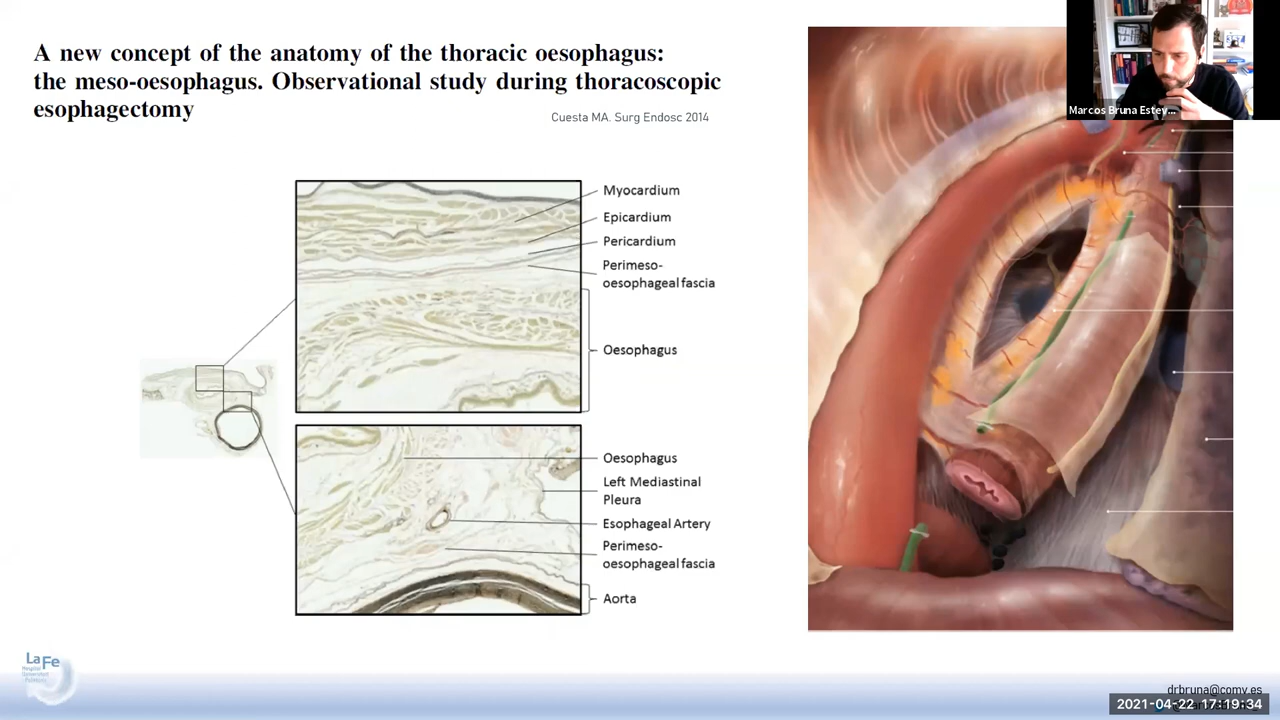 A new concept of the anatomy of the thoracic oesophagus:
the meso-oesophagus. Observational study during thoracoscopic
esophagectomy
Cuesta MA. Surg Endosc 2014
Marcos Bruna Estev...
Myocardium
Epicardium
Pericardium
Perimeso-
oesophageal fascia
Oesophagus
Oesophagus
Left Mediastinal
Pleura
Esophageal Artery
Perimeso-
oesophageal fascia
Aorta
La Fe
Hospital
Universitari
drbruna@comv.es
2021-04-22 17:19:34